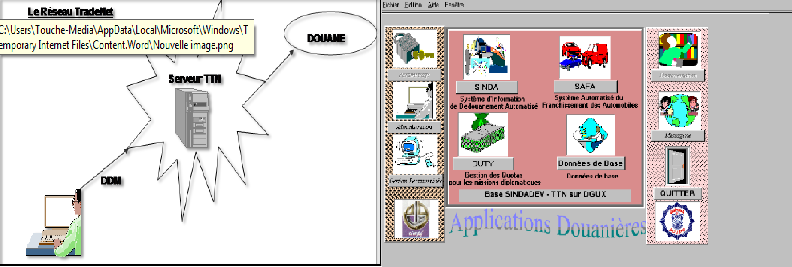 Le Réseau TradeNet
C:\Users\Touche-Media\AppData\Local\Microsoft\Windows\T
emporary Internet Files\Content.Word\Nouvelle image.png
DOUANE
Serveur TTN
DDM
Fichier Edition Aide Fenêtre
SINDA
Système d'Information
de Dédouanement Automatisé
SAFA
Système Automatisé du
Franchissement des Automobiles
DUTY
Gestion des Quotas
pour les missions diplomatiques
Données de Base
Données de base
Base SINDADEV - TTN sur DGUX
Messagerie
QUITTER
Applications Douanières